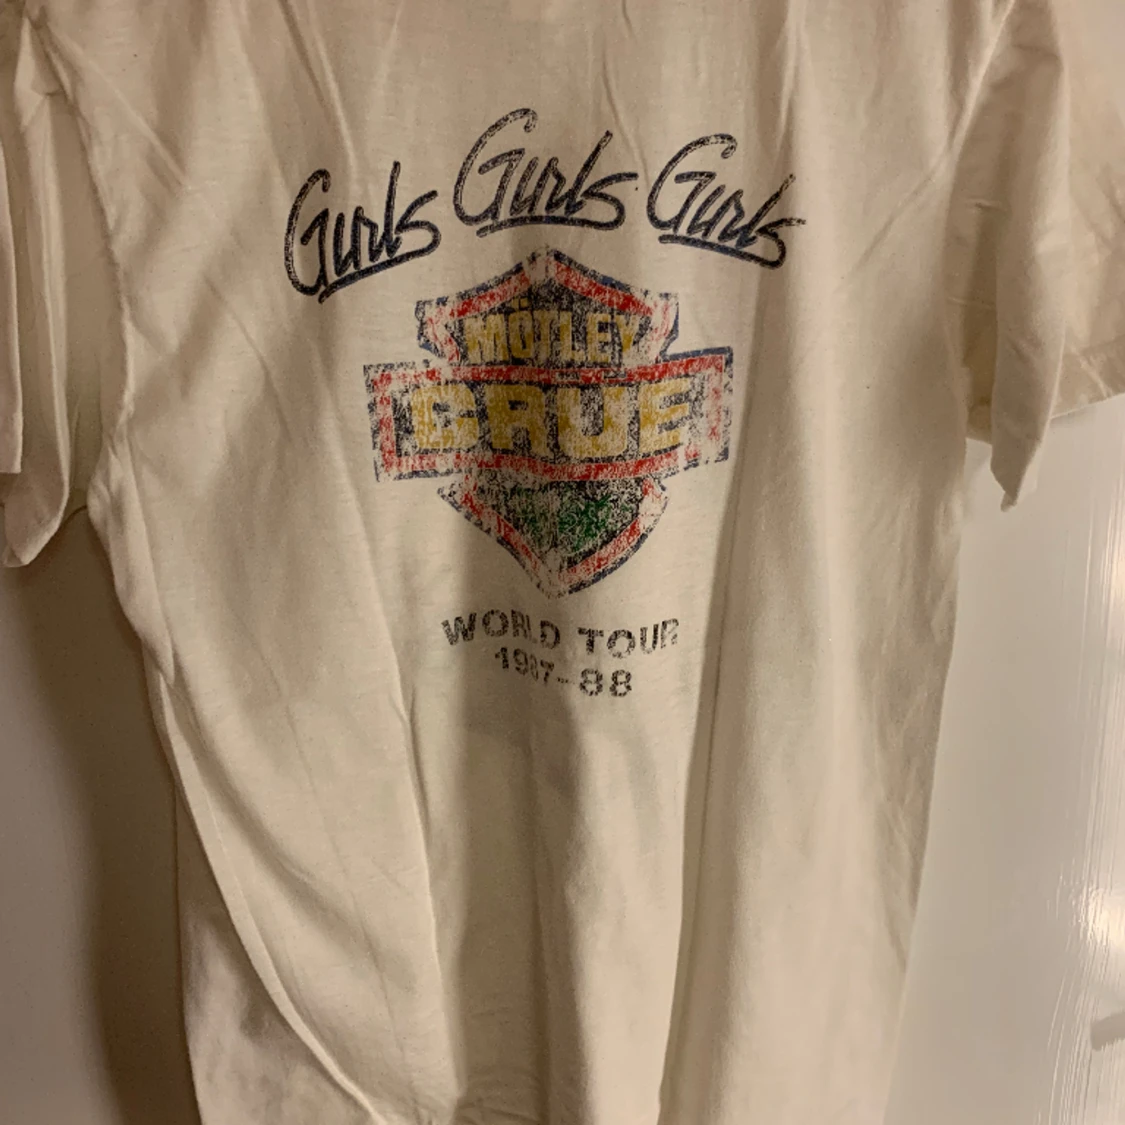 Girls Girls Girls
MÖTLEY
CRUE
WORLD TOUR
1987-88